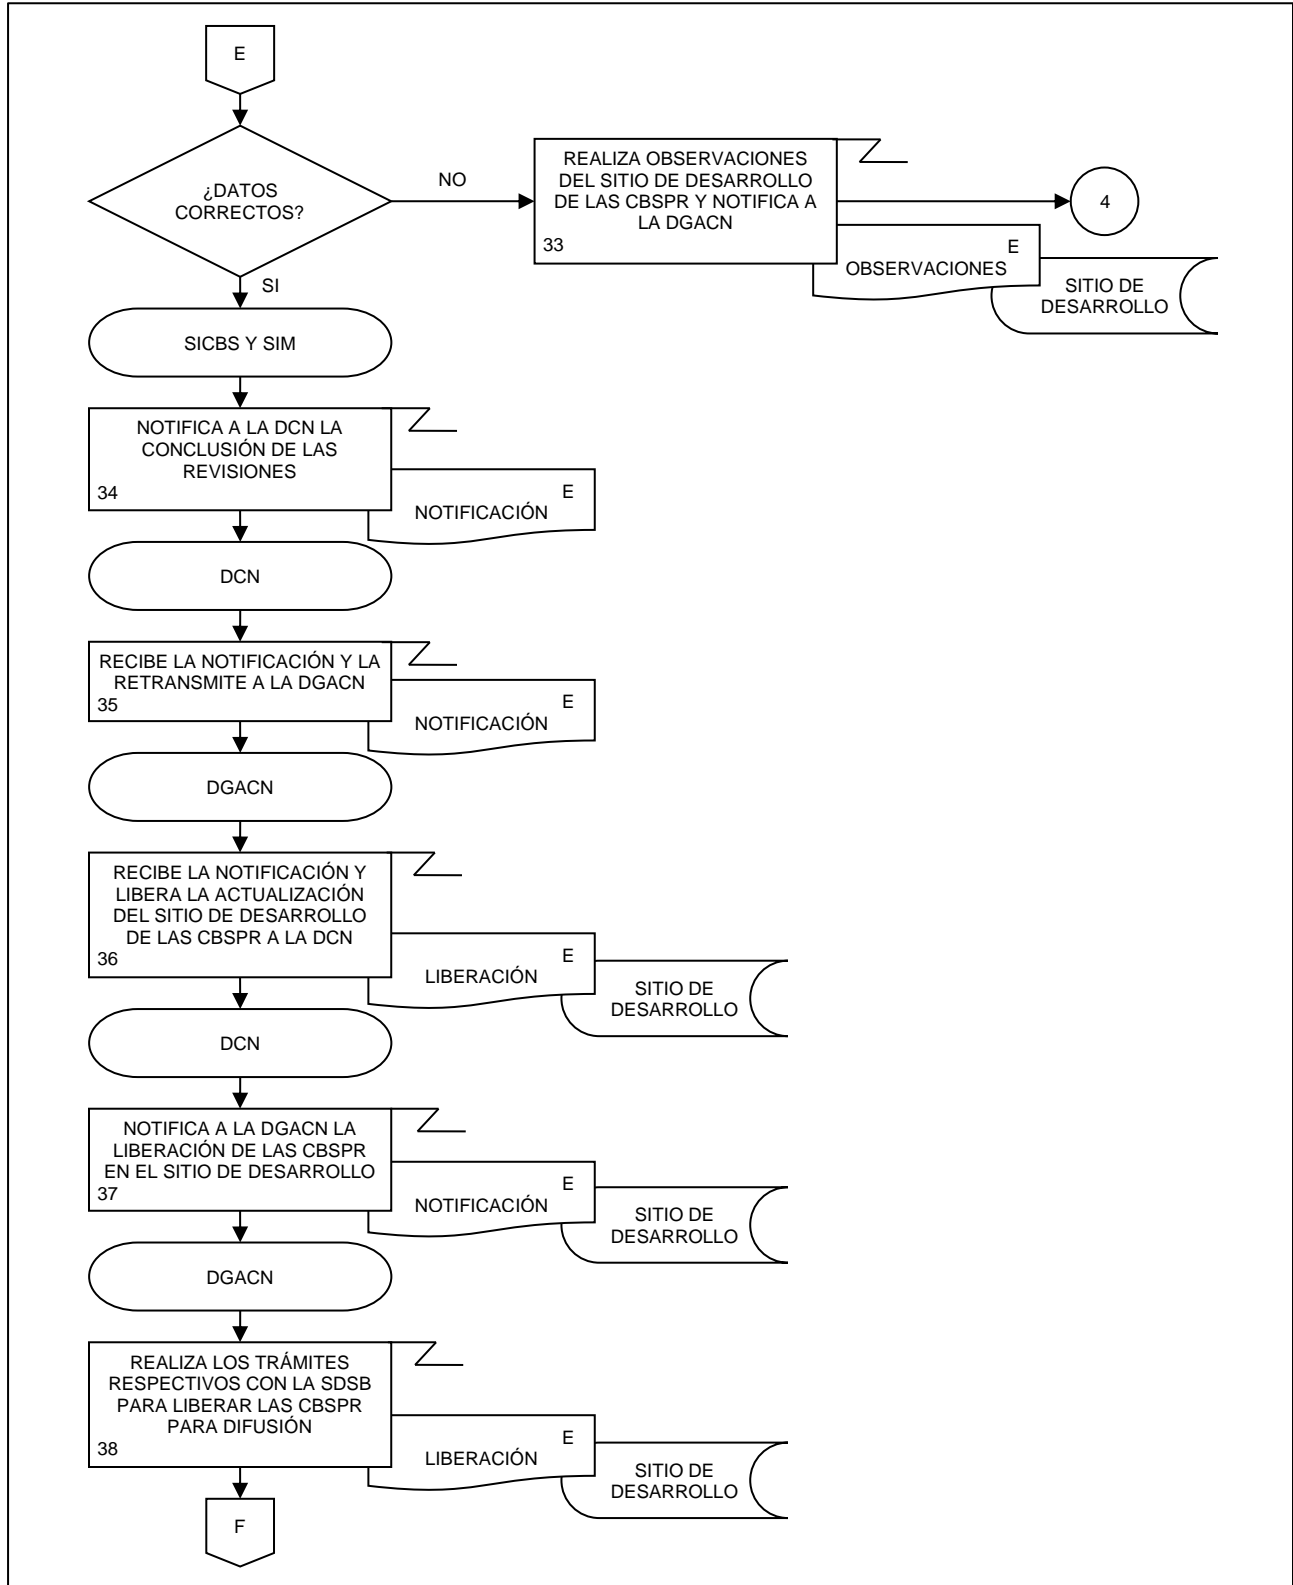 E
¿DATOS
CORRECTOS?
NO
REALIZA OBSERVACIONES
DEL SITIO DE DESARROLLO
DE LAS CBSPR Y NOTIFICA A
LA DGACN
33
4
E
OBSERVACIONES
SITIO DE
DESARROLLO
SI
SICBS Y SIM
NOTIFICA A LA DCN LA
CONCLUSIÓN DE LAS
REVISIONES
34
E
NOTIFICACIÓN
DCN
RECIBE LA NOTIFICACIÓN Y LA
RETRANSMITE A LA DGACN
35
E
NOTIFICACIÓN
DGACN
RECIBE LA NOTIFICACIÓN Y
LIBERA LA ACTUALIZACIÓN
DEL SITIO DE DESARROLLO
DE LAS CBSPR A LA DCN
36
E
LIBERACIÓN
SITIO DE
DESARROLLO
DCN
NOTIFICA A LA DGACN LA
LIBERACIÓN DE LAS CBSPR
EN EL SITIO DE DESARROLLO
37
E
NOTIFICACIÓN
SITIO DE
DESARROLLO
DGACN
REALIZA LOS TRÁMITES
RESPECTIVOS CON LA SDSB
PARA LIBERAR LAS CBSPR
PARA DIFUSIÓN
38
E
LIBERACIÓN
SITIO DE
DESARROLLO
F